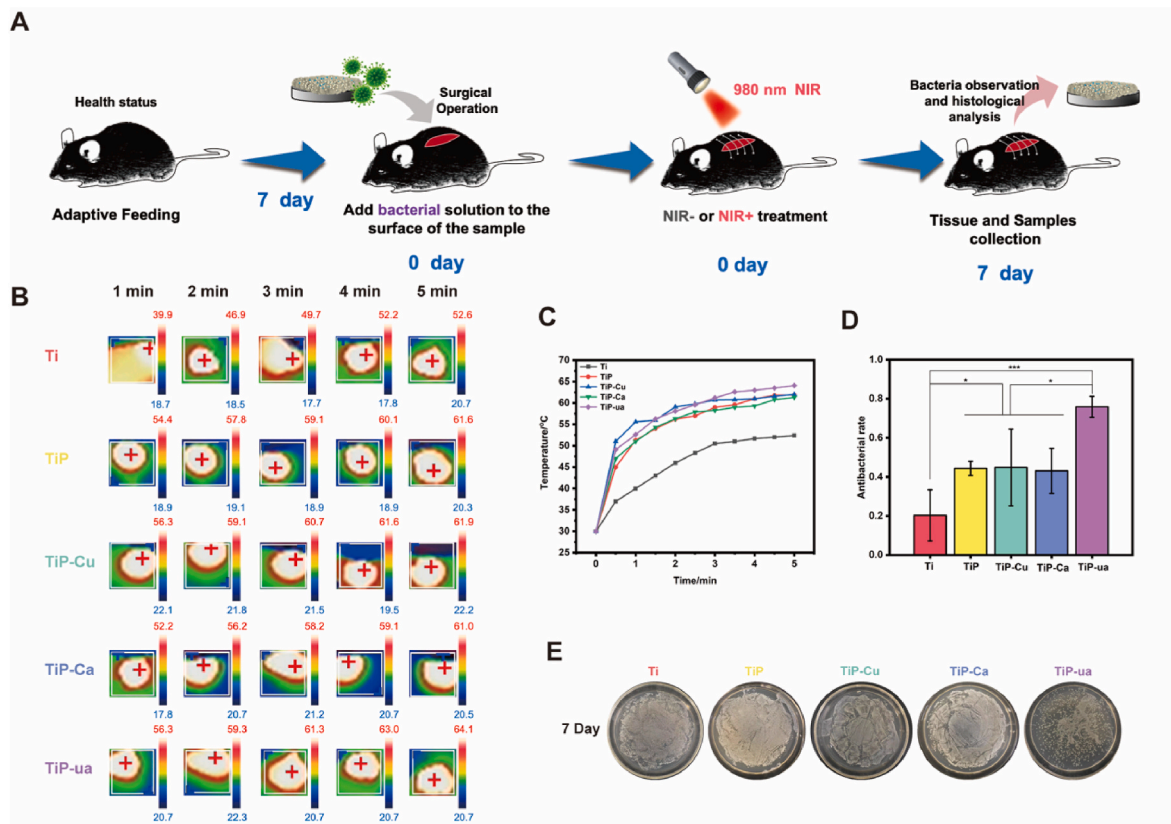 A
Health status
Adaptive Feeding
7 day
Surgical
Operation
Add bacterial solution to the
surface of the sample
0 day
980 nm NIR
NIR- or NIR+ treatment
0 day
Bacteria observation
and histological
analysis
Tissue and Samples
collection
7 day
B
1 min 2 min 3 min 4 min 5 min
39.9 46.9 49.7 52.2 52.6
Ti
18.7 18.5 17.7 17.8 20.7
54.4 57.8 59.1 60.1 61.6
TiP
18.9 19.1 18.9 18.9 20.3
56.3 59.1 60.7 61.6 61.9
TiP-Cu
22.1 21.8 21.5 19.5 22.2
52.2 56.2 58.2 59.1 61.0
TiP-Ca
17.8 20.7 21.2 20.7 20.5
56.3 59.3 61.3 63.0 64.1
TiP-ua
20.7 22.3 20.7 20.7 20.7
C
Temperature/°C
70
65
60
55
50
45
40
35
30
25
Ti
TiP
TiP-Cu
TiP-Ca
TiP-ua
0 1 2 3 4 5
Time/min
D
Antibacterial rate
1.0
0.8
0.6
0.4
0.2
0.0
***
* *
Ti TiP TiP-Cu TiP-Ca TiP-ua
E
Ti TiP TiP-Cu TiP-Ca TiP-ua
7 Day